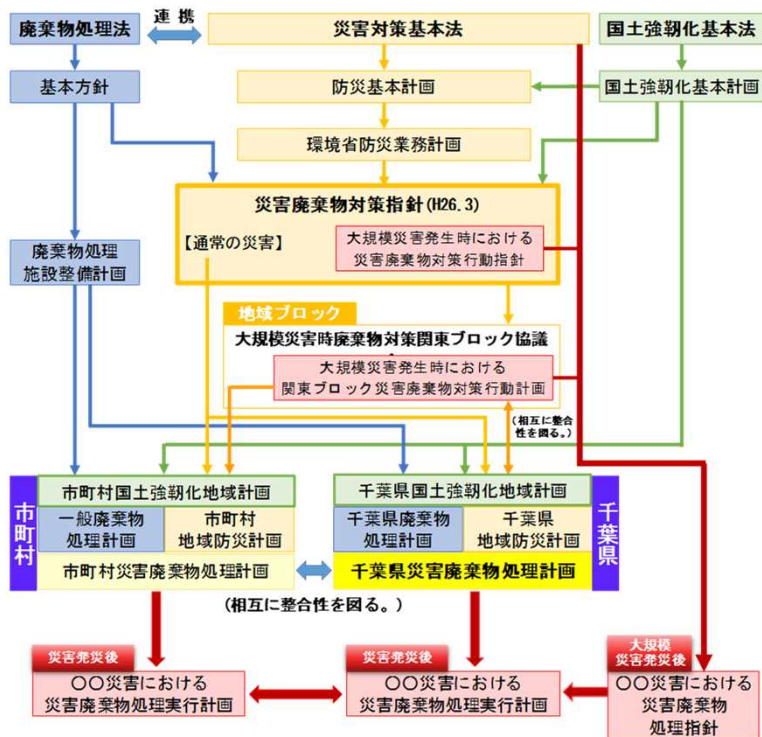 連 携
廃棄物処理法
災害対策基本法
国土強靭化基本法
基本方針
防災基本計画
国土強靭化基本計画
環境省防災業務計画
災害廃棄物対策指針(H26.3)
【通常の災害】
大規模災害発生時における
災害廃棄物対策行動指針
廃棄物処理
施設整備計画
地域ブロック
大規模災害時廃棄物対策関東ブロック協議
大規模災害発生時における
関東ブロック災害廃棄物対策行動計画
(相互に整合
性を図る。)
市町村
市町村国土強靭化地域計画
一般廃棄物
処理計画
市町村
地域防災計画
市町村災害廃棄物処理計画
千葉県国土強靭化地域計画
千葉県廃棄物
処理計画
千葉県
地域防災計画
千葉県災害廃棄物処理計画
千葉県
(相互に整合性を図る。)
災害発災後
〇〇災害における
災害廃棄物処理実行計画
災害発災後
〇〇災害における
災害廃棄物処理実行計画
大規模
災害発災後
〇〇災害における
災害廃棄物
処理指針